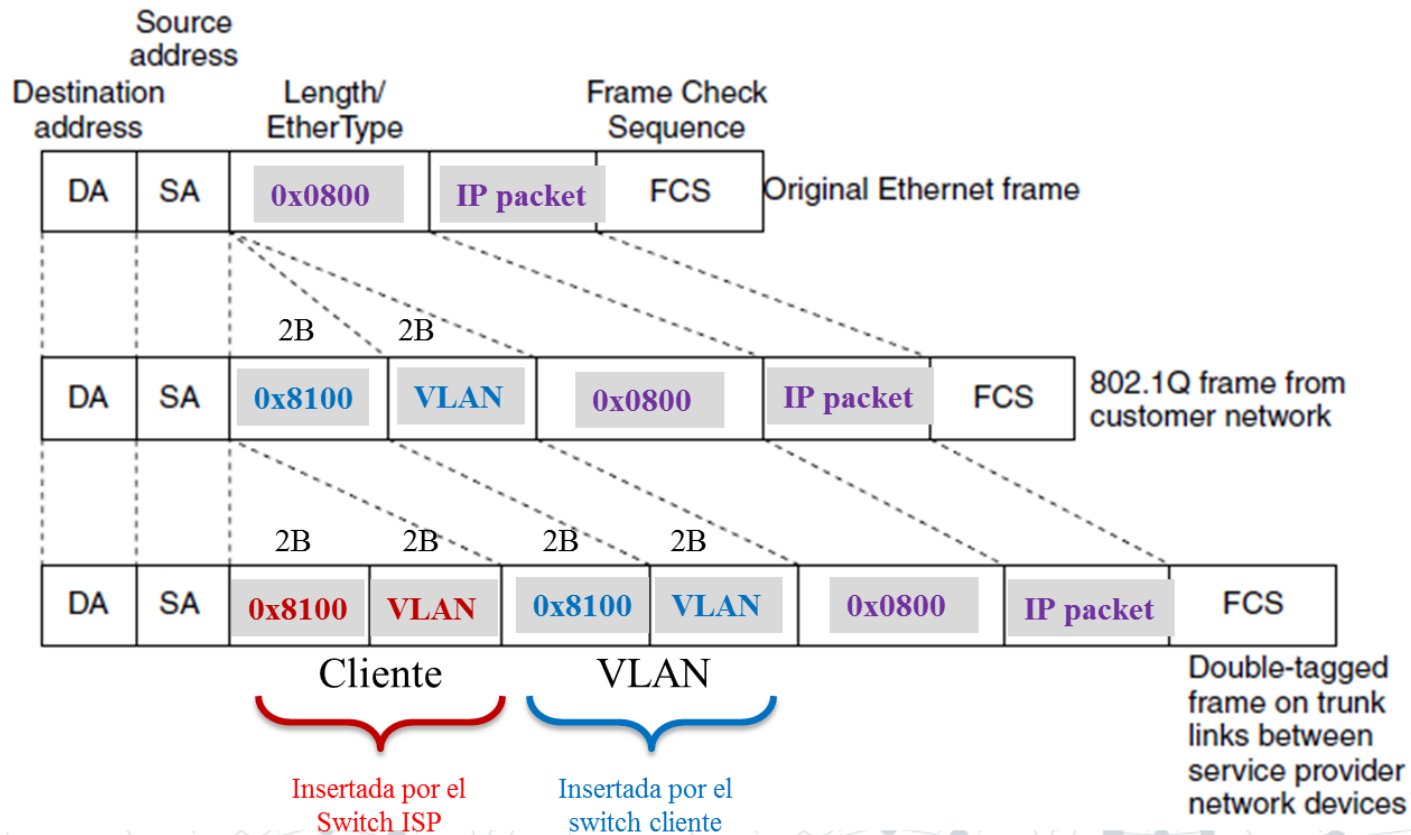 Source
address
Destination
address
Length/
EtherType
Frame Check
Sequence
DA SA 0x0800 IP packet FCS Original Ethernet frame
2B 2B
DA SA 0x8100 VLAN 0x0800 IP packet FCS
802.1Q frame from
customer network
2B 2B 2B 2B
DA SA 0x8100 VLAN 0x8100 VLAN 0x0800 IP packet FCS
Cliente VLAN
Double-tagged
frame on trunk
links between
service provider
network devices
Insertada por el
Switch ISP
Insertada por el
switch cliente